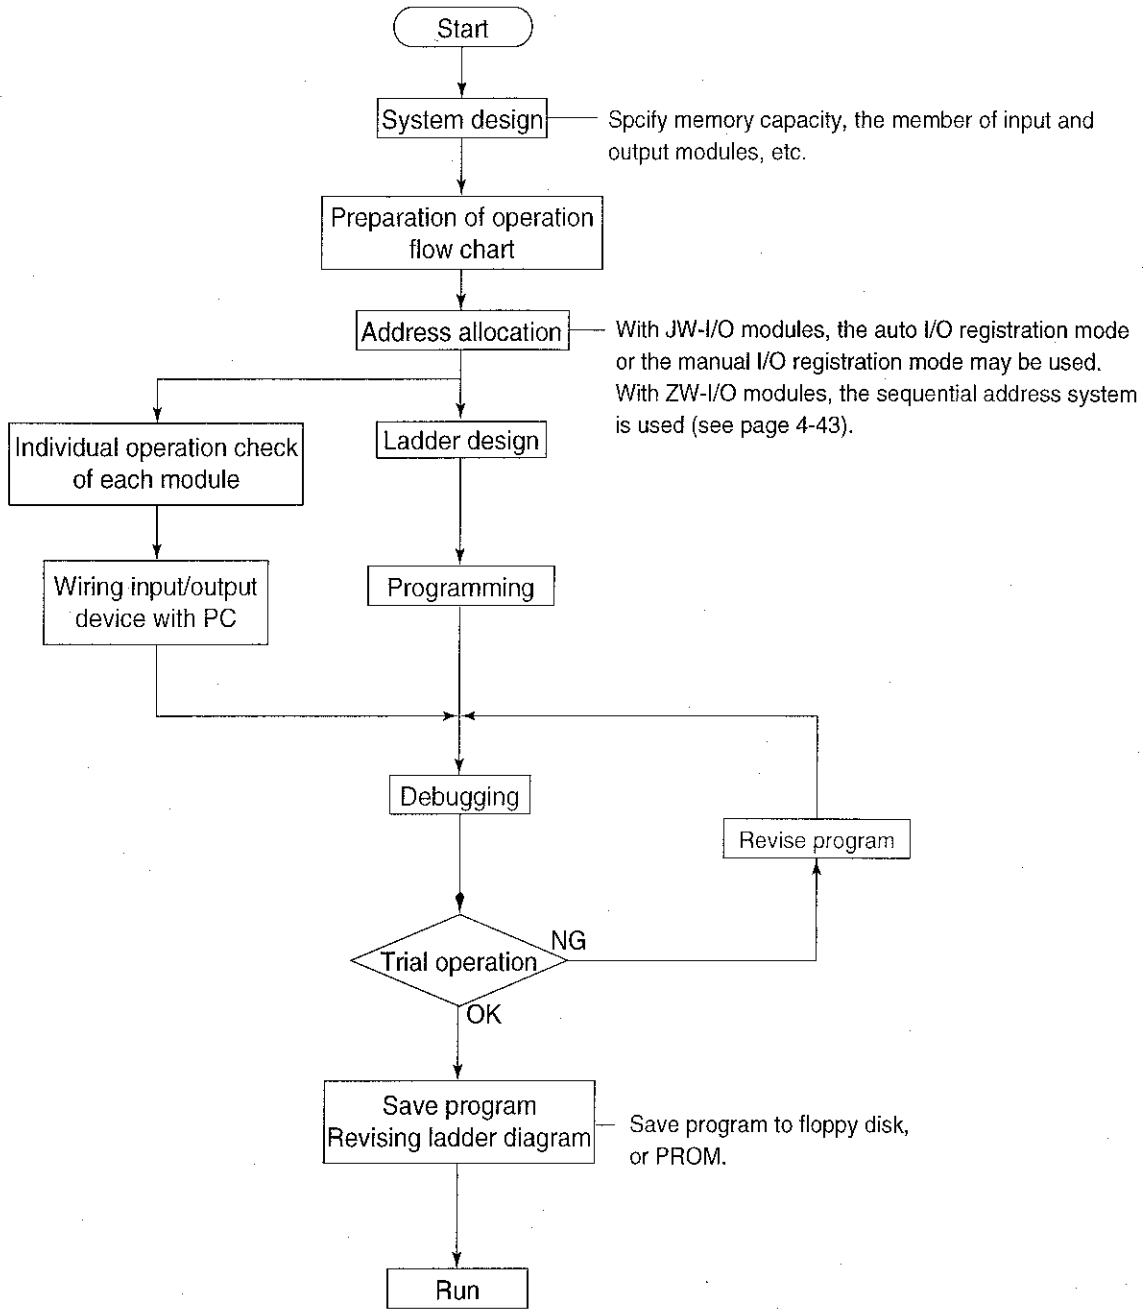 Start
System design
Spcify memory capacity, the member of input and
output modules, etc.
Preparation of operation
flow chart
Address allocation
With JW-I/O modules, the auto I/O registration mode
or the manual I/O registration mode may be used.
With ZW-I/O modules, the sequential address system
is used (see page 4-43).
Individual operation check
of each module
Ladder design
Wiring input/output
device with PC
Programming
Debugging
Revise program
Trial operation
NG
OK
Save program
Revising ladder diagram
Save program to floppy disk,
or PROM.
Run